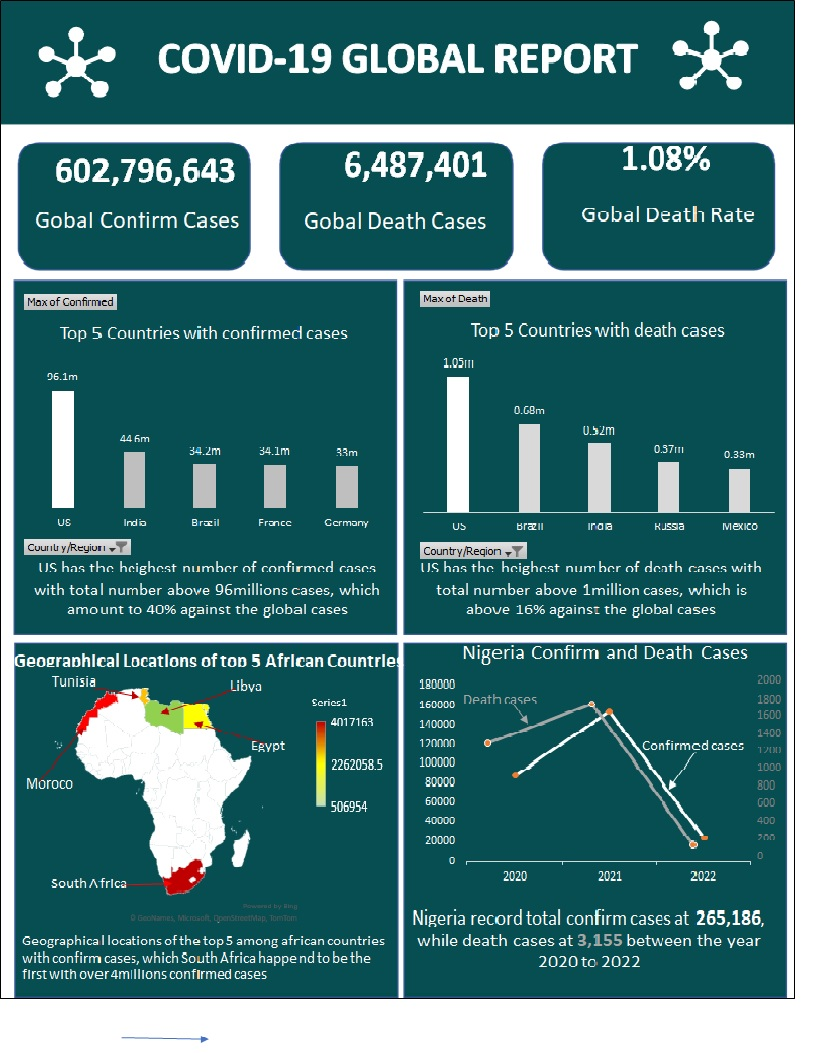 COVID-19 GLOBAL REPORT
602,796,643
Gobal Confirm Cases
6,487,401
Gobal Death Cases
1.08%
Gobal Death Rate
Max of Confirmed
Top 5 Countries with confirmed cases
96.1m
44.6m
34.2m
34.1m
33m
US
India
Brazil
France
Germany
Country/Region
US has the heighest number of confirmed cases
with total number above 96millions cases, which
amount to 40% against the global cases
Max of Death
Top 5 Countries with death cases
1.05m
0.68m
0.52m
0.37m
0.33m
US
Brazil
India
Russia
Mexico
Country/Region
US has the heighest number of death cases with
total number above 1million cases, which is
above 16% against the global cases
Geographical Locations of top 5 African Countries
Tunisia
Libya
Egypt
Moroco
South Africa
Series1
4017163
2262058.5
506954
Powered by Bing
© GeoNames, Microsoft, OpenStreetMap, TomTom
Geographical locations of the top 5 among african countries
with confirm cases, which South Africa happend to be the
first with over 4millions confirmed cases
Nigeria Confirm and Death Cases
180000
160000
140000
120000
100000
80000
60000
40000
20000
0
2000
1800
1600
1400
1200
1000
800
600
400
200
0
Death cases
Confirmed cases
2020
2021
2022
Nigeria record total confirm cases at 265,186,
while death cases at 3,155 between the year
2020 to 2022